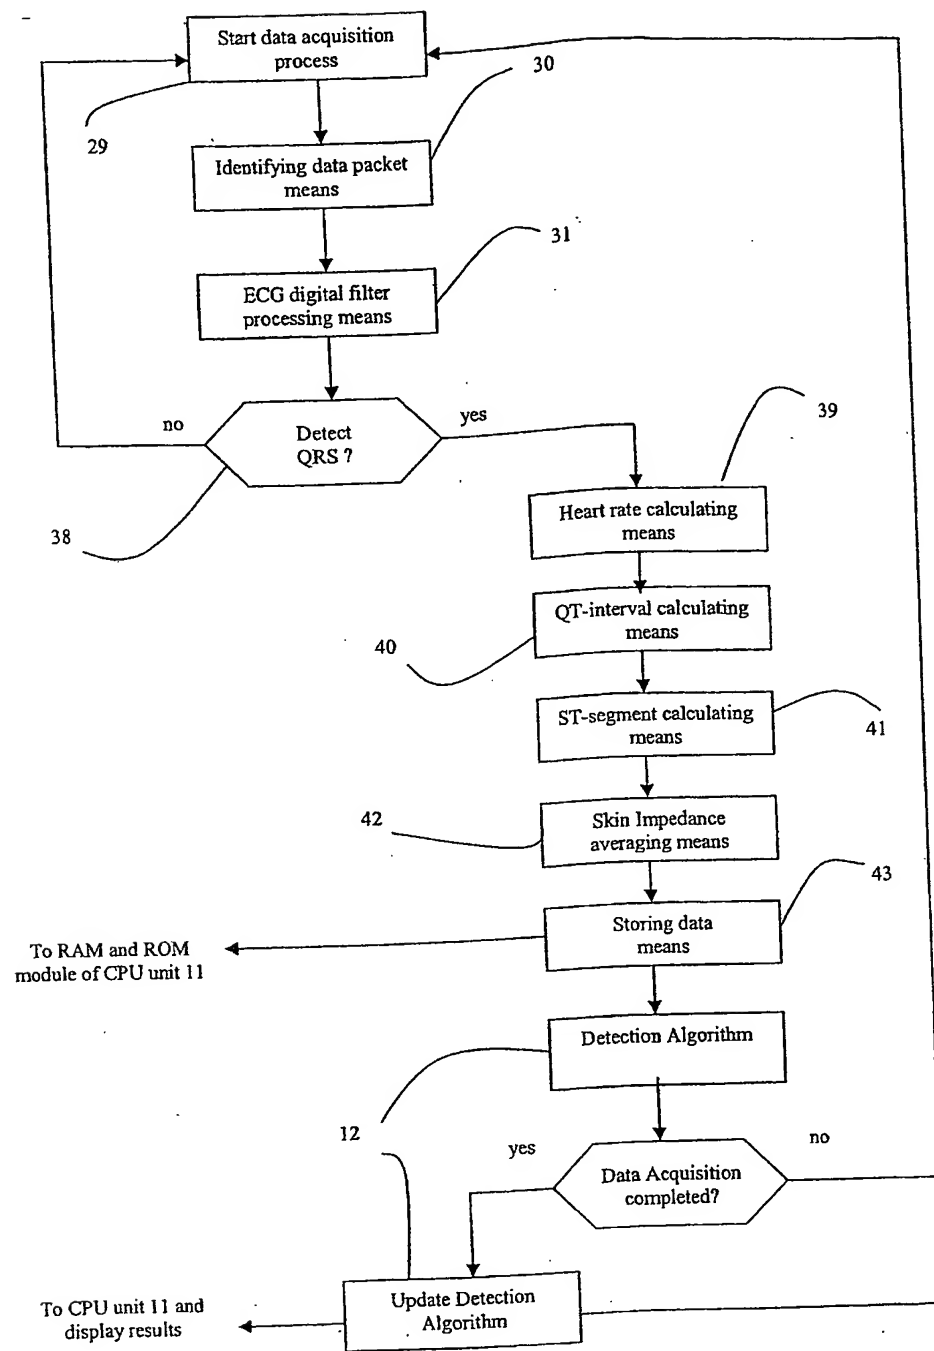 Start data acquisition
process
30
29
Identifying data packet
means
31
ECG digital filter
processing means
no
yes
39
Detect
QRS ?
38
Heart rate calculating
means
QT-interval calculating
means
40
ST-segment calculating
means
41
42
Skin Impedance
averaging means
43
Storing data
means
To RAM and ROM
module of CPU unit 11
Detection Algorithm
12
yes
no
Data Acquisition
completed?
Update Detection
Algorithm
To CPU unit 11 and
display results